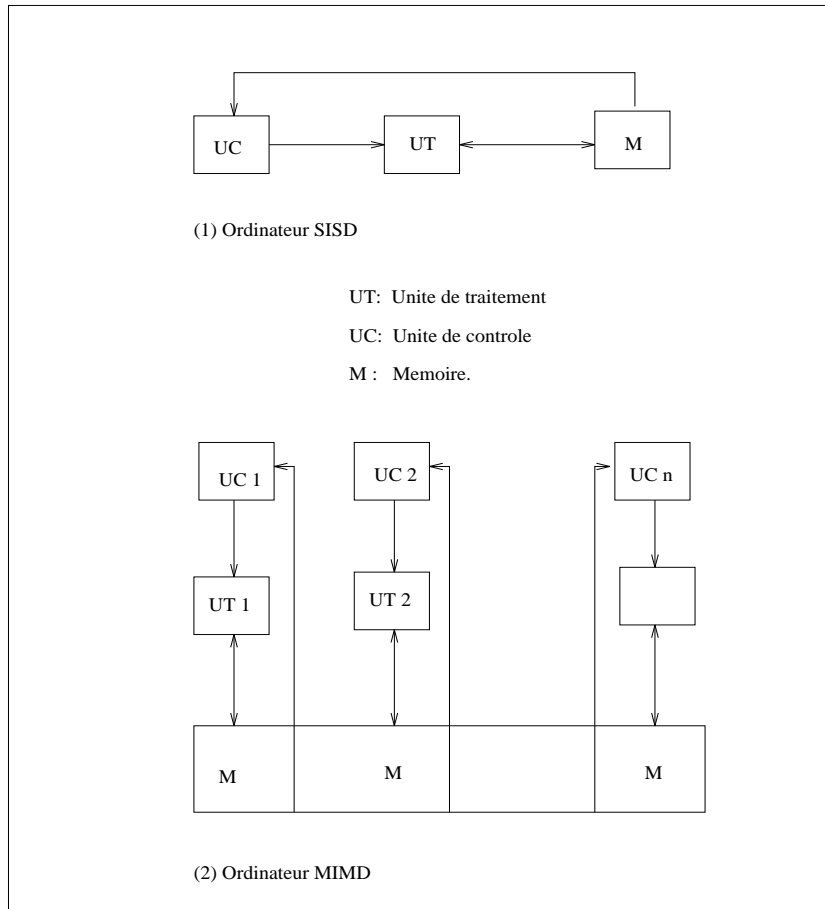 UC UT M
(1) Ordinateur SISD
UT: Unite de traitement
UC: Unite de controle
M : Memoire.
UC 1 UC 2 UC n
UT 1 UT 2
M M M
(2) Ordinateur MIMD